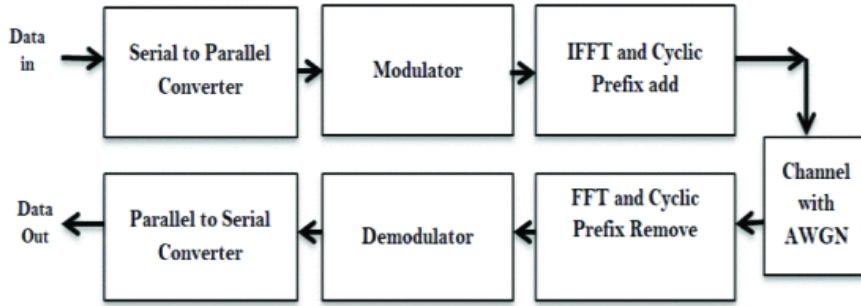 Data
in
Serial to Parallel
Converter
Modulator
IFFT and Cyclic
Prefix add
Channel
with
AWGN
FFT and Cyclic
Prefix Remove
Demodulator
Parallel to Serial
Converter
Data
Out